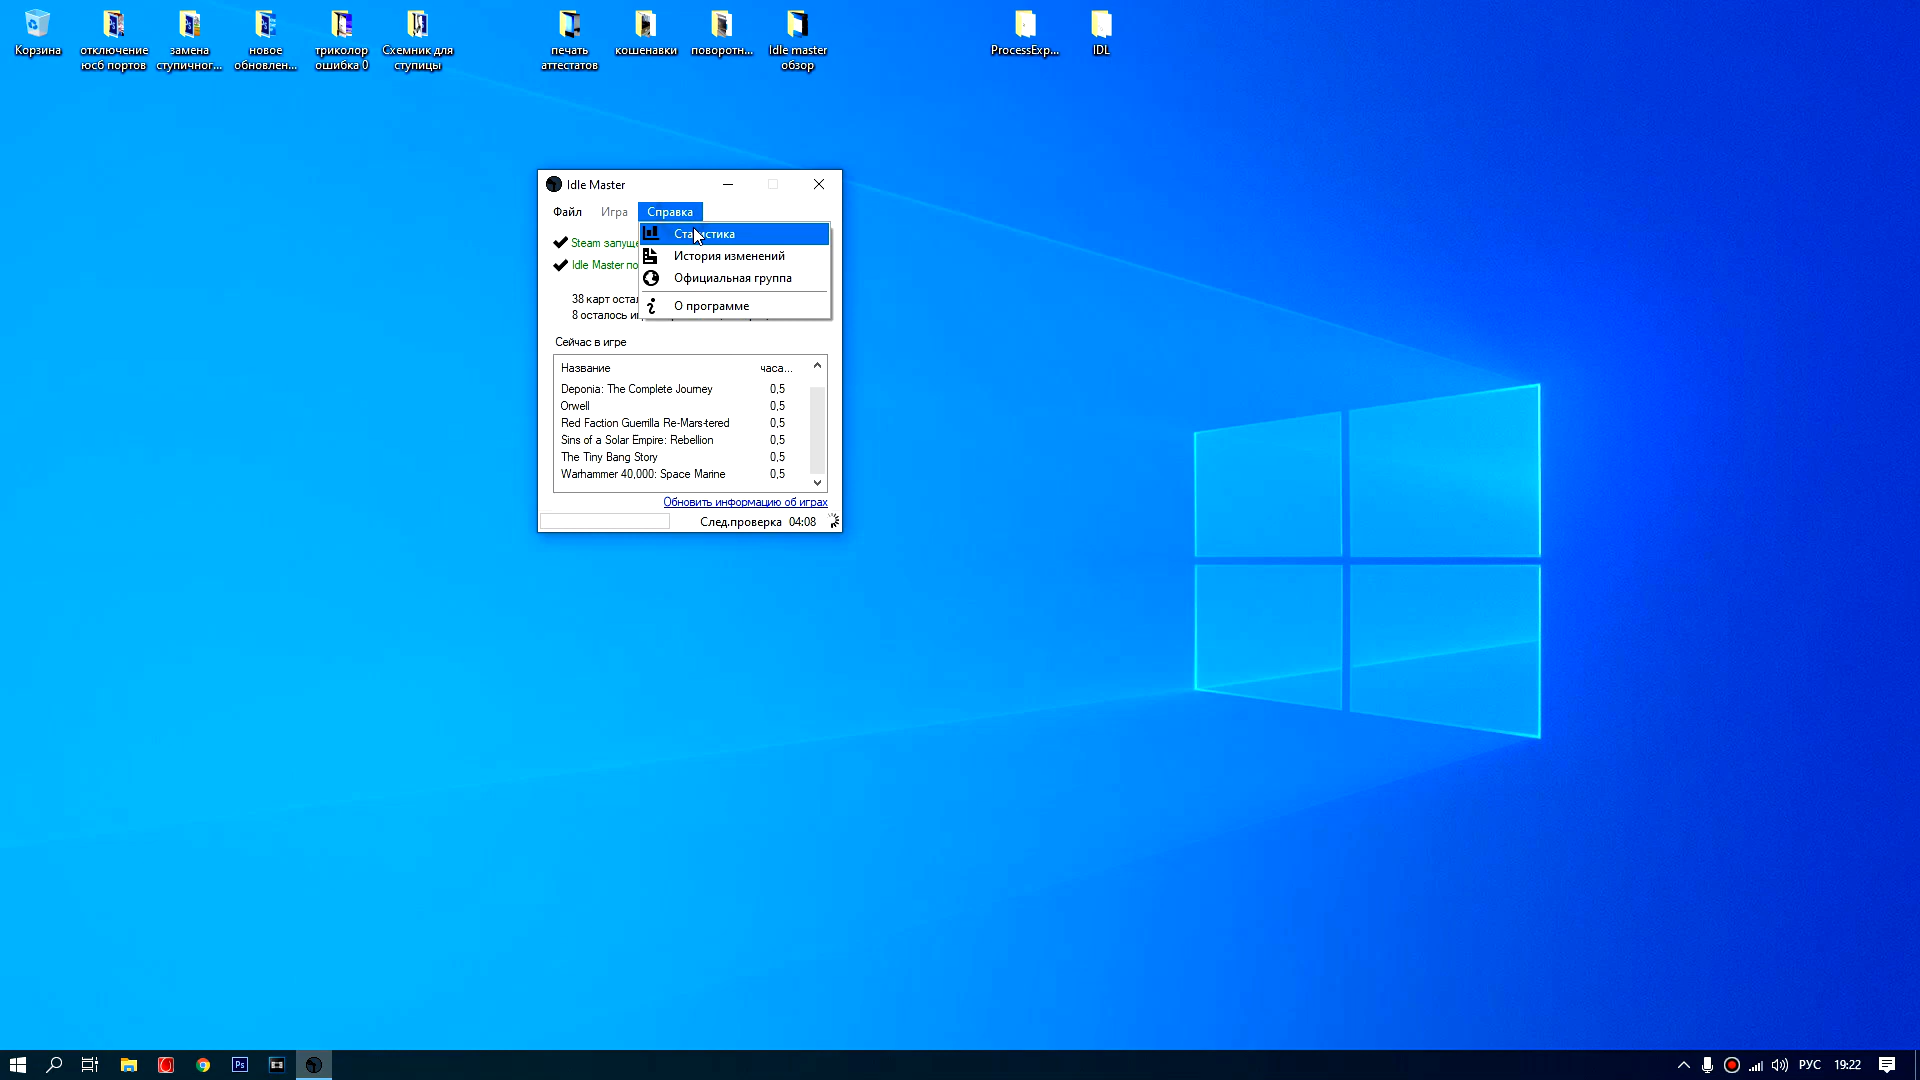 Корзина
отключение
юсб портов
замена
ступичног...
новое
обновлен...
триколор
ошибка 0
Схемник для
ступицы
печать
аттестатов
кошенавки
поворотн...
Idle master
обзор
ProcessExp...
IDL
Idle Master
Файл Игра Справка
Статистика
История изменений
Официальная группа
О программе
Steam запуще
Idle Master по
38 карт оста
8 осталось
Сейчас в игре
Название часа...
Deponia: The Complete Journey 0,5
Orwell 0,5
Red Faction Guerrilla Re-Mars-tered 0,5
Sins of a Solar Empire: Rebellion 0,5
The Tiny Bang Story 0,5
Warhammer 40,000: Space Marine 0,5
Обновить информацию об играх
След.проверка 04:08
Ps
РУС 19:22